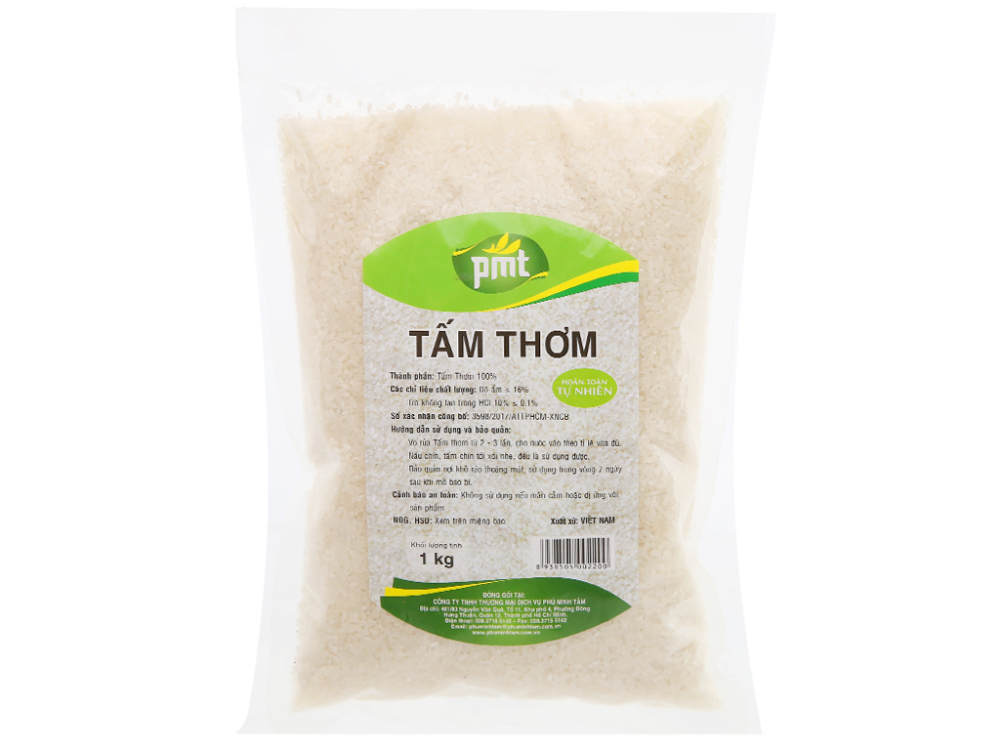 pmt
TẤM THƠM
Thành phần: Tấm Thơm 100%
Các chỉ tiêu chất lượng: Độ ẩm ≤ 16%
Tro không tan trong HCl 10% ≤ 0.1%
HOÀN TOÀN
TỰ NHIÊN
Số xác nhận công bố: 3598/2017/ATTPHCM-XNCB
Hướng dẫn sử dụng và bảo quản:
Vo rửa Tấm thơm từ 2 - 3 lần, cho nước vào theo tỉ lệ vừa đủ.
Nấu chín, tấm chín tơi xốp nhẹ, đều là sử dụng được.
Bảo quản nơi khô ráo thoáng mát, sử dụng trong vòng 7 ngày
sau khi mở bao bì.
Cảnh báo an toàn: Không sử dụng nếu mẫn cảm hoặc dị ứng với
sản phẩm
NĐG. HSD: Xem trên miệng bao
Xuất xứ: VIỆT NAM
Khối lượng tịnh
1 kg
8 938505 002200
ĐÓNG GÓI TẠI:
CÔNG TY TNHH THƯƠNG MẠI DỊCH VỤ PHÚ MINH TÂM
Địa chỉ: 481/83 Nguyễn Văn Quá, Tổ 11, Khu phố 4, Phường Đông
Hưng Thuận, Quận 12, Thành phố Hồ Chí Minh.
Điện thoại: 028.3715 5143 - Fax: 028.3715 5142
Email: phuminhtam@phuminhtam.com.vn
www.phuminhtam.com.vn